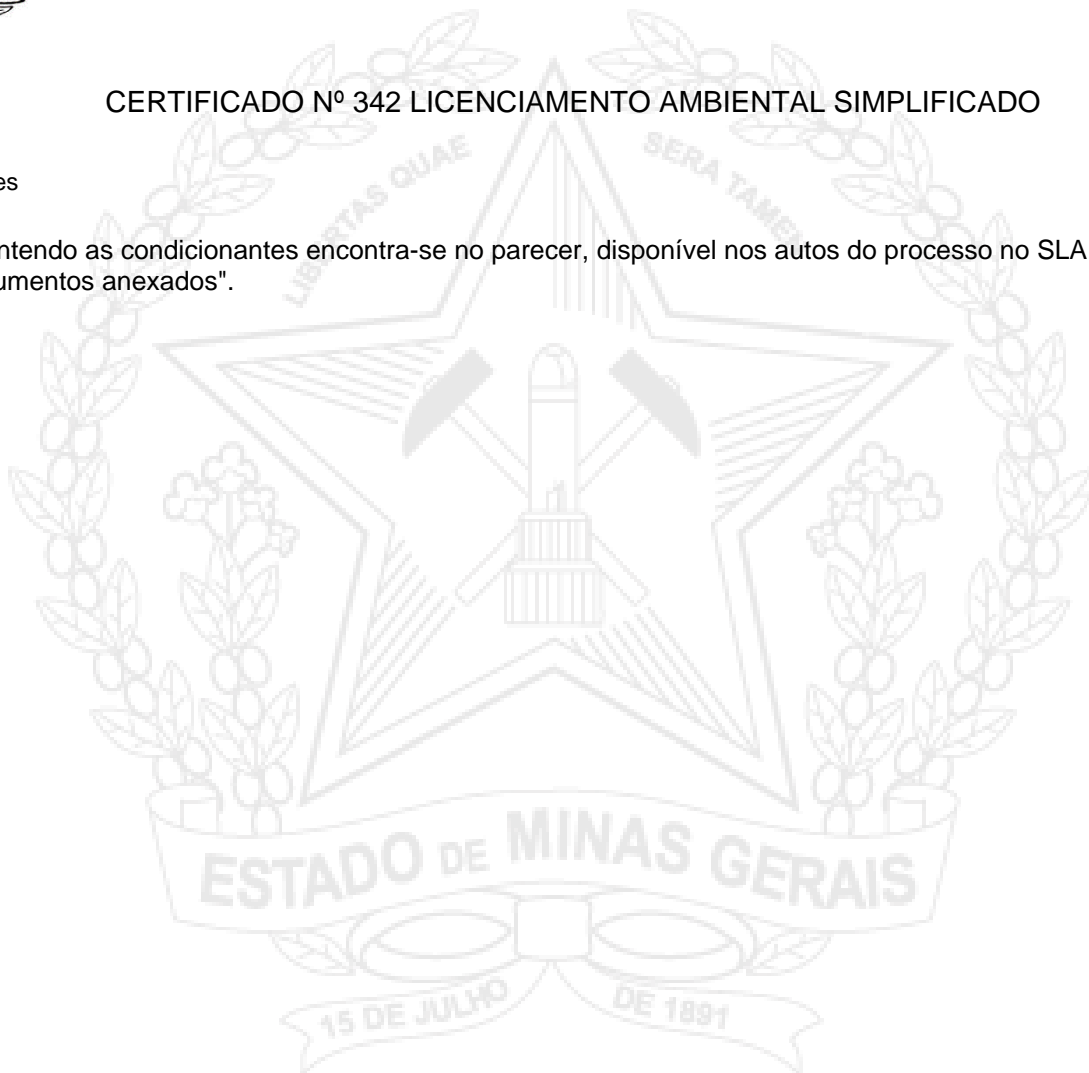 CERTIFICADO Nº 342 LICENCIAMENTO AMBIENTAL SIMPLIFICADO
LIBERTAS QUAE SERA TAMEN
es
ntendo as condicionantes encontra-se no parecer, disponível nos autos do processo no SLA
umentos anexados".
ESTADO DE MINAS GERAIS
15 DE JULHO DE 1891